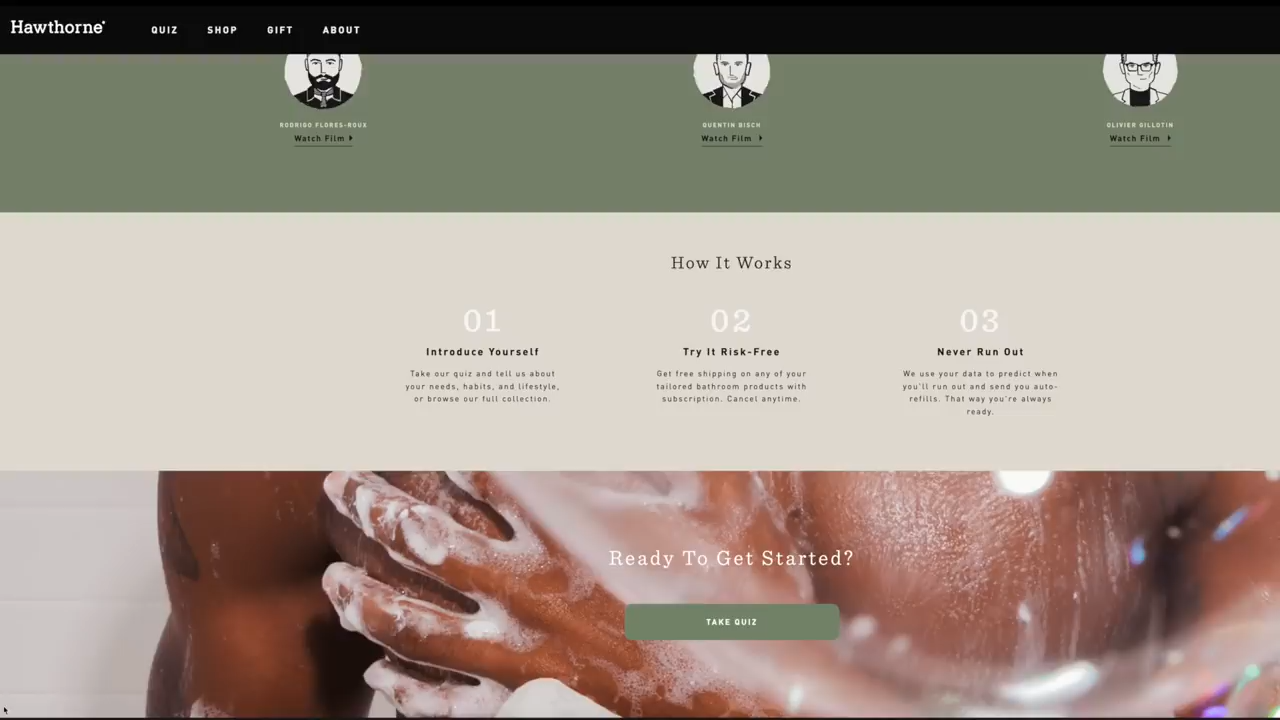 Hawthorne
QUIZ SHOP GIFT ABOUT
RODRIGO FLORES-ROUX
Watch Film
QUENTIN BISCH
Watch Film
OLIVIER GILLOTIN
Watch Film
How It Works
01
Introduce Yourself
Take our quiz and tell us about
your needs, habits, and lifestyle,
or browse our full collection.
02
Try It Risk-Free
Get free shipping on any of your
tailored bathroom products with
subscription. Cancel anytime.
03
Never Run Out
We use your data to predict when
you'll run out and send you auto-
refills. That way you're always
ready.
Ready To Get Started?
TAKE QUIZ